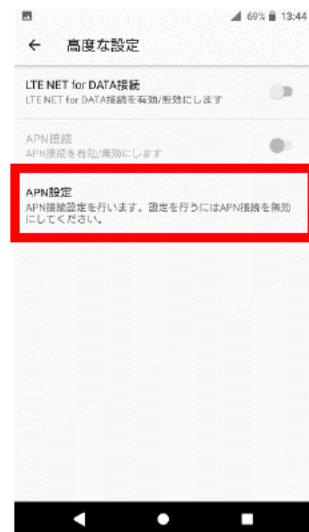 69% 13:44
高度な設定
LTE NET for DATA接続
LTE NET for DATA接続を有効/無効にします
APN接続
APN接続を有効/無効にします
APN設定
APN接続設定を行います。設定を行うにはAPN接続を無効
にしてください。